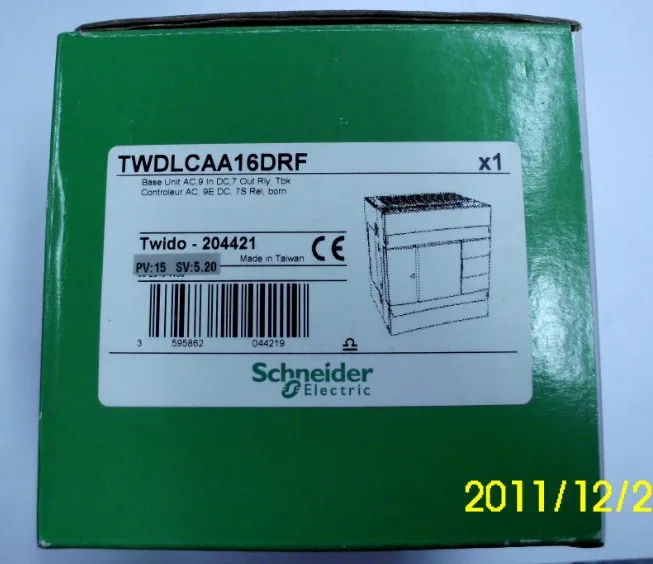 TWDLCAA16DRF x1
Base Unit AC,9 In DC,7 Out Rly, Tbk
Controleur AC, 9E DC, 7S Rel, born
Twido - 204421 CE
Made in Taiwan
PV:15 SV:5.20
3 595862 044219
Schneider
Electric
2011/12/2